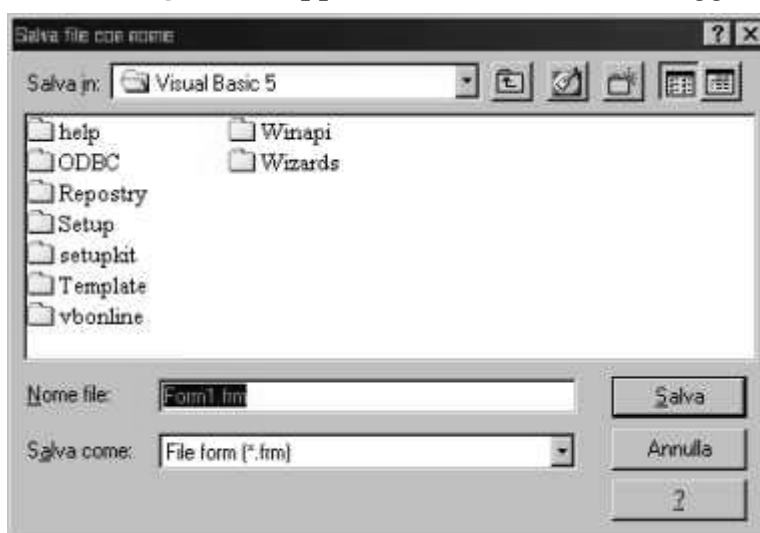 Salva file con nome
Salva in: Visual Basic 5
help
ODBC
Repostry
Setup
setupkit
Template
vbonline
Winapi
Wizards
Nome file: Form1.frm
Salva
Salva come: File form (*.frm)
Annulla
?